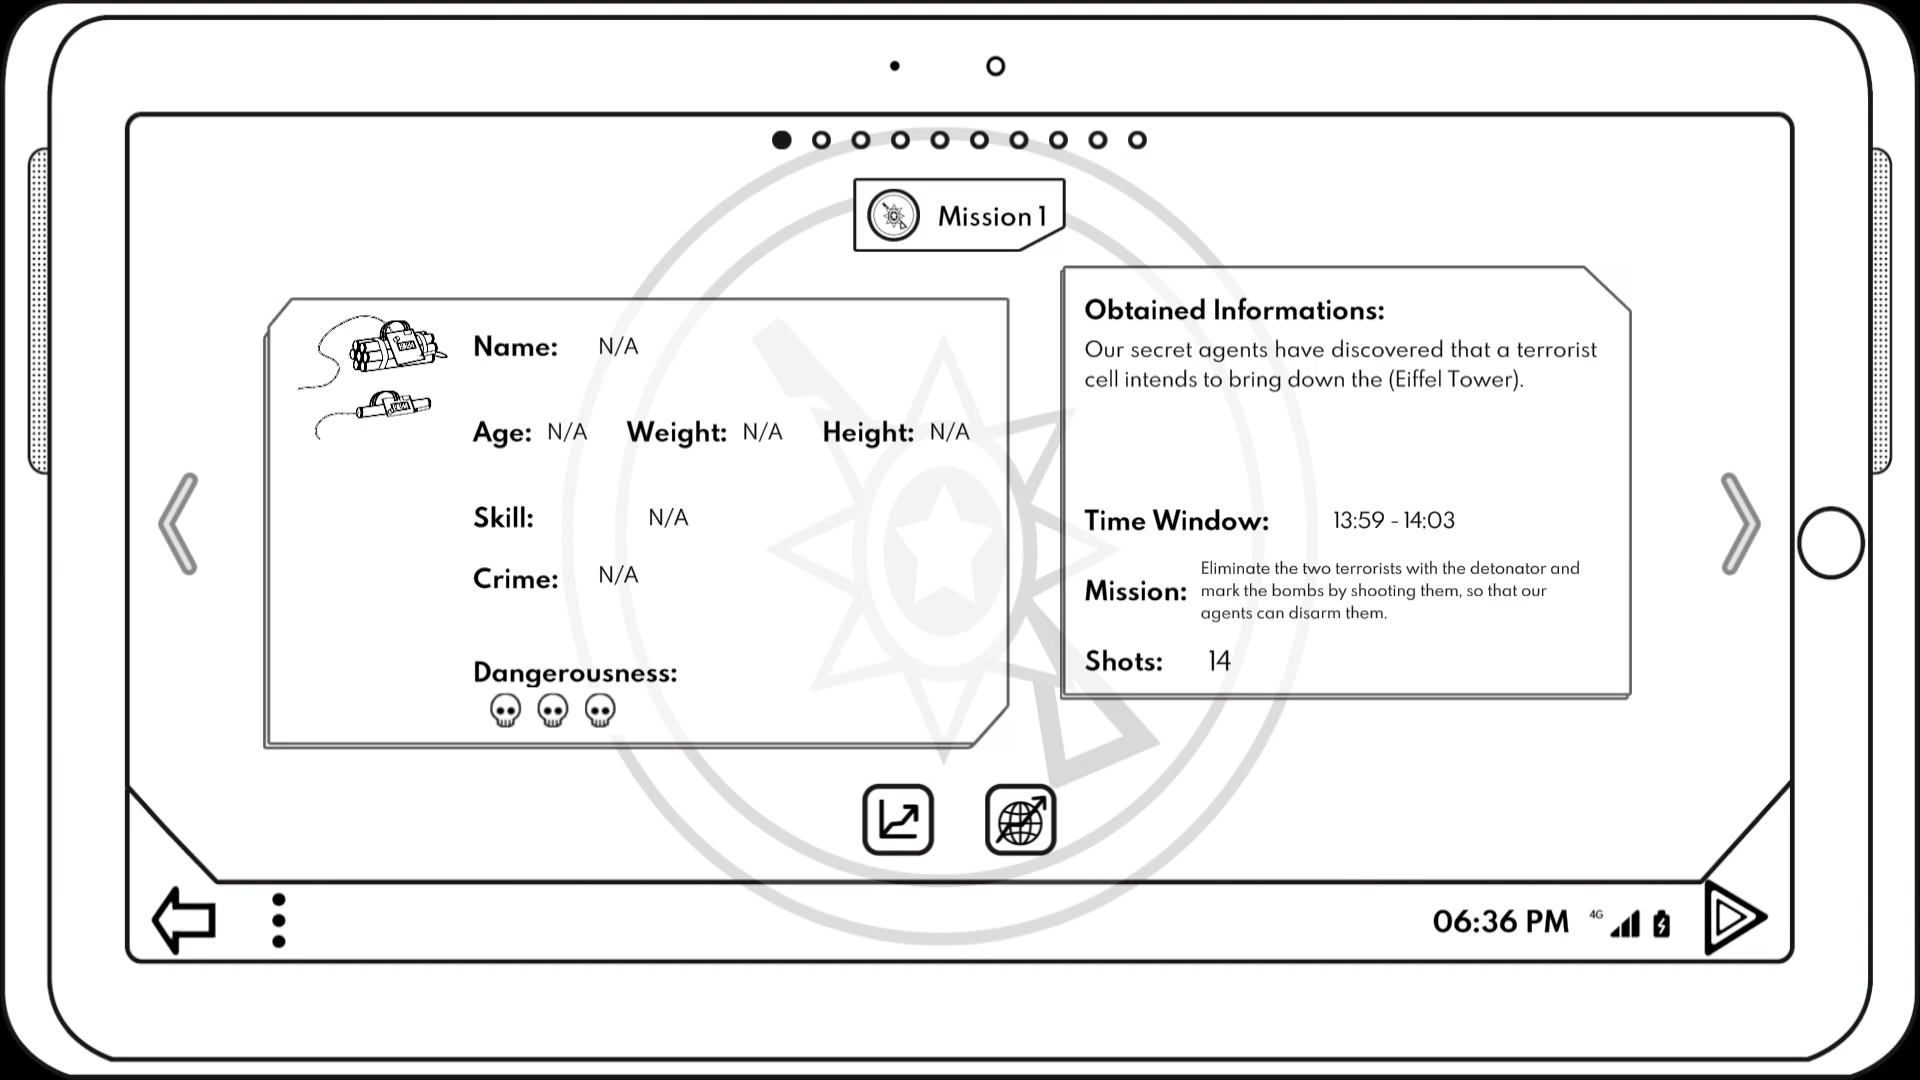 Mission 1
Name: N/A
Age: N/A Weight: N/A Height: N/A
Skill: N/A
Crime: N/A
Dangerousness:
Obtained Informations:
Our secret agents have discovered that a terrorist
cell intends to bring down the (Eiffel Tower).
Time Window: 13:59 - 14:03
Mission: Eliminate the two terrorists with the detonator and
mark the bombs by shooting them, so that our
agents can disarm them.
Shots: 14
06:36 PM 4G